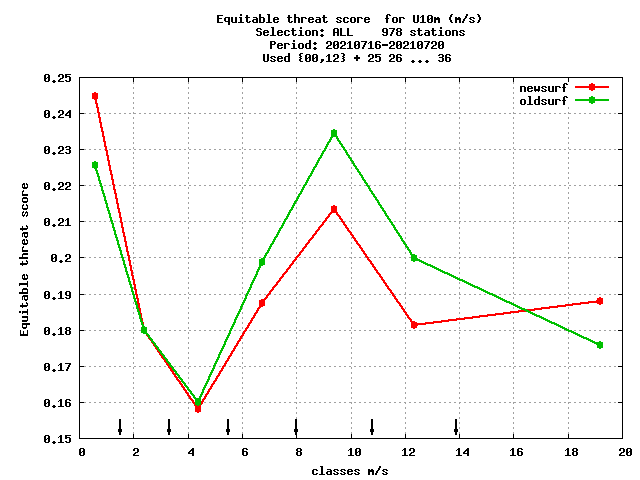 Equitable threat score  for U10m (m/s)
Selection: ALL    978 stations
Period: 20210716-20210720
Used {00,12} + 25 26 ... 36
newsurf
oldsurf
Equitable threat score
0.25
0.24
0.23
0.22
0.21
0.2
0.19
0.18
0.17
0.16
0.15
0 2 4 6 8 10 12 14 16 18 20
classes m/s